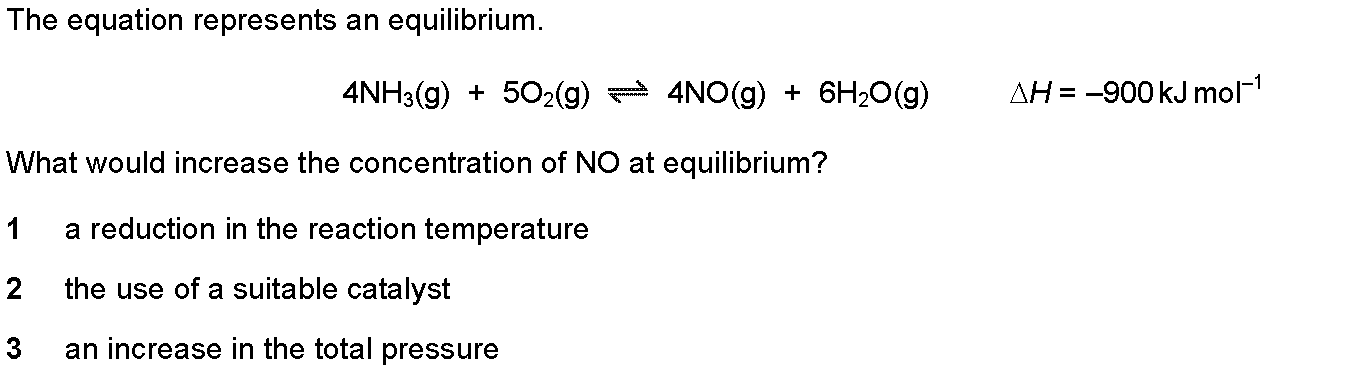 The equation represents an equilibrium.
4NH₃(g) + 5O₂(g) ⇌ 4NO(g) + 6H₂O(g) ΔH = –900 kJ mol⁻¹
What would increase the concentration of NO at equilibrium?
1 a reduction in the reaction temperature
2 the use of a suitable catalyst
3 an increase in the total pressure